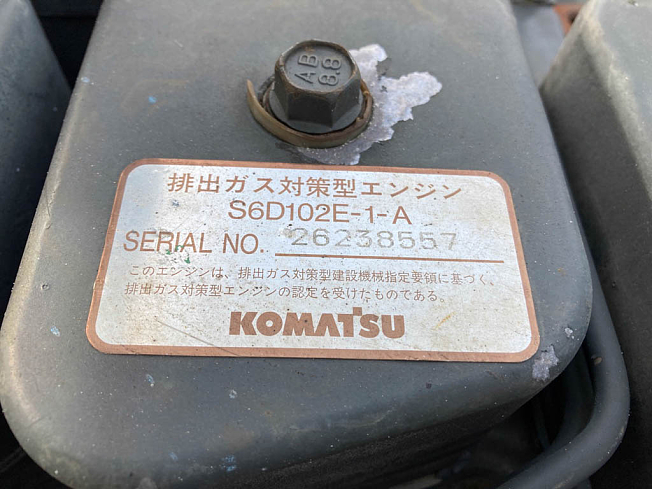 AB
8.8
排出ガス対策型エンジン
S6D102E-1-A
SERIAL NO. 26238557
このエンジンは、排出ガス対策型建設機械指定要領に基づく、
排出ガス対策型エンジンの認定を受けたものである。
KOMATSU